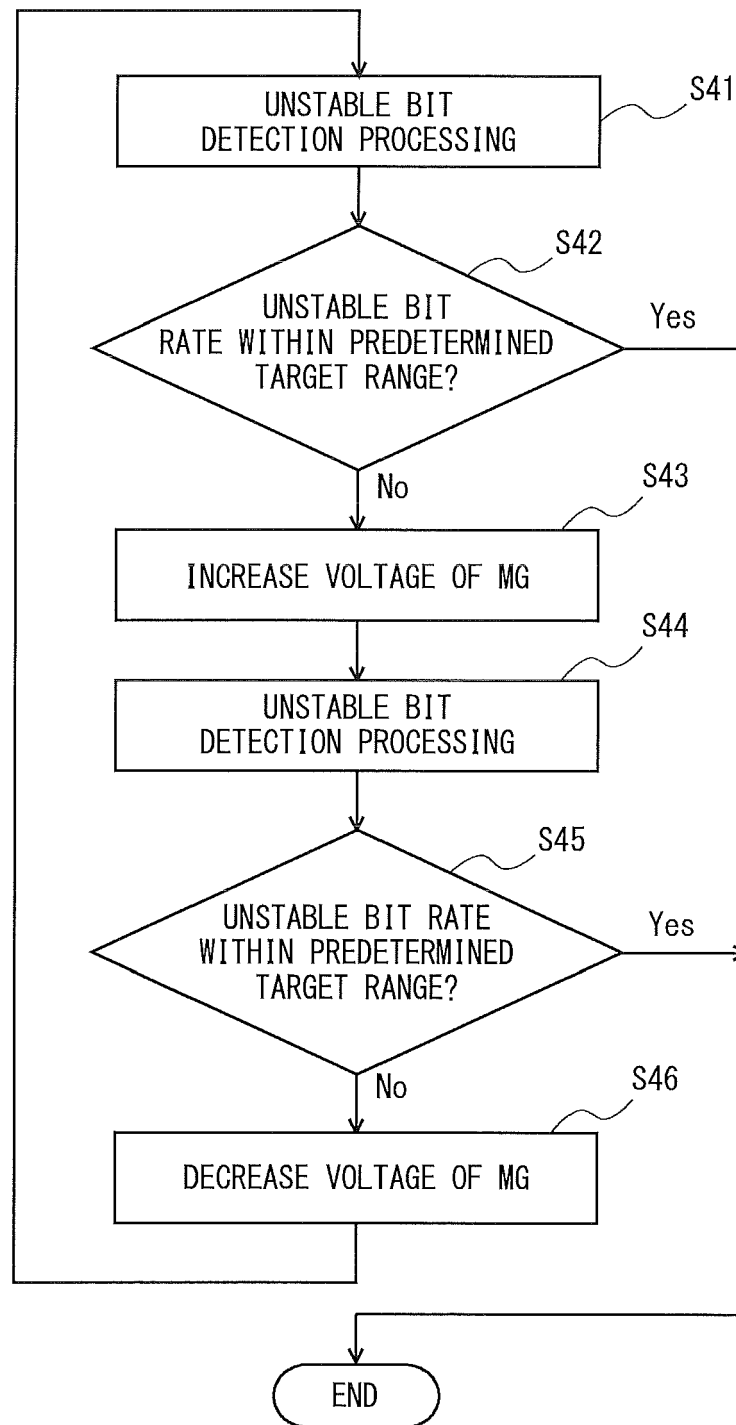 UNSTABLE BIT
DETECTION PROCESSING
S41
S42
UNSTABLE BIT
RATE WITHIN PREDETERMINED
TARGET RANGE?
Yes
No
S43
INCREASE VOLTAGE OF MG
S44
UNSTABLE BIT
DETECTION PROCESSING
S45
UNSTABLE BIT RATE
WITHIN PREDETERMINED
TARGET RANGE?
Yes
No
S46
DECREASE VOLTAGE OF MG
END